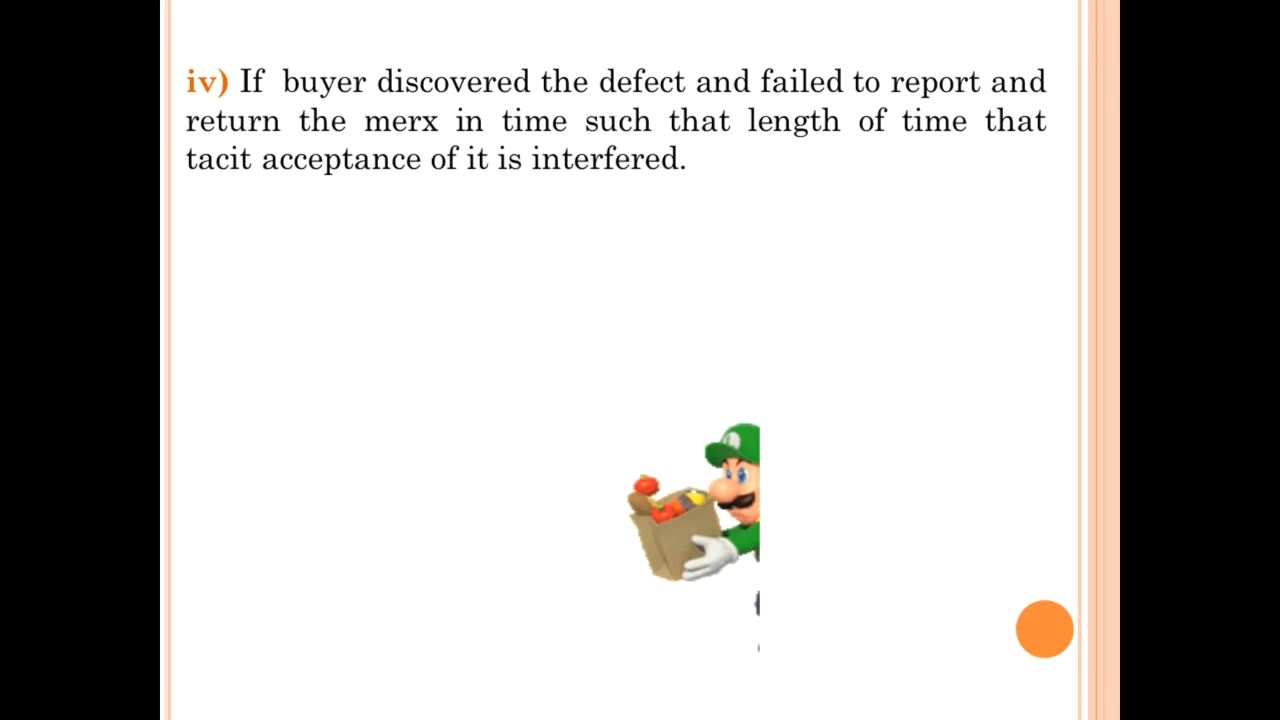 iv) If buyer discovered the defect and failed to report and
return the merx in time such that length of time that
tacit acceptance of it is interfered.